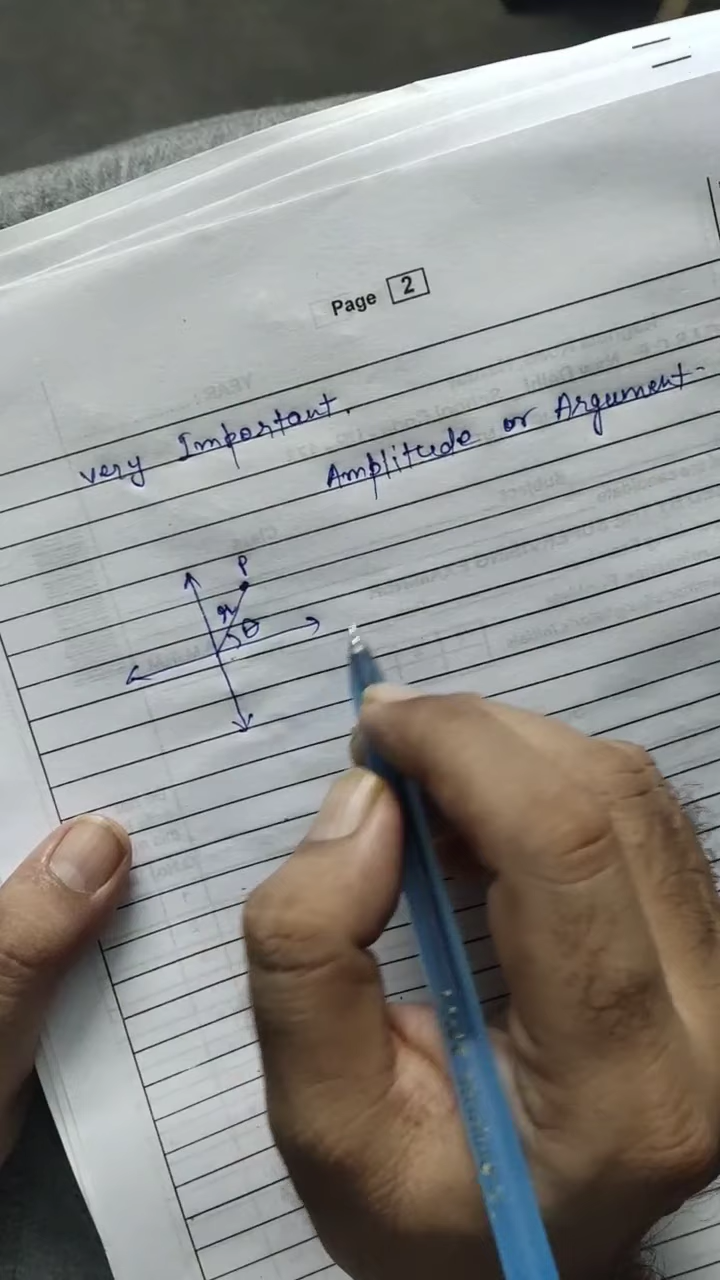 Page 2
very Important.
Amplitude or Argument.
P
r
θ